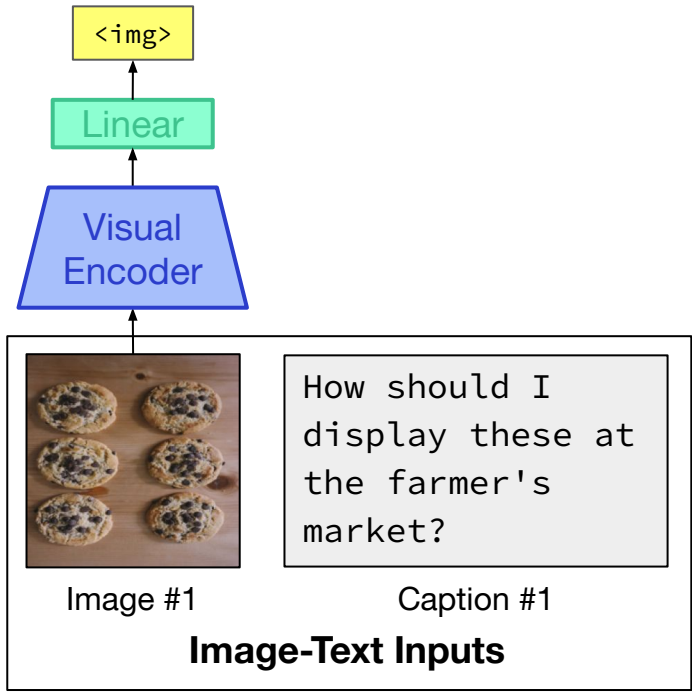 <img>
Linear
Visual
Encoder
How should I
display these at
the farmer's
market?
Image #1
Caption #1
Image-Text Inputs